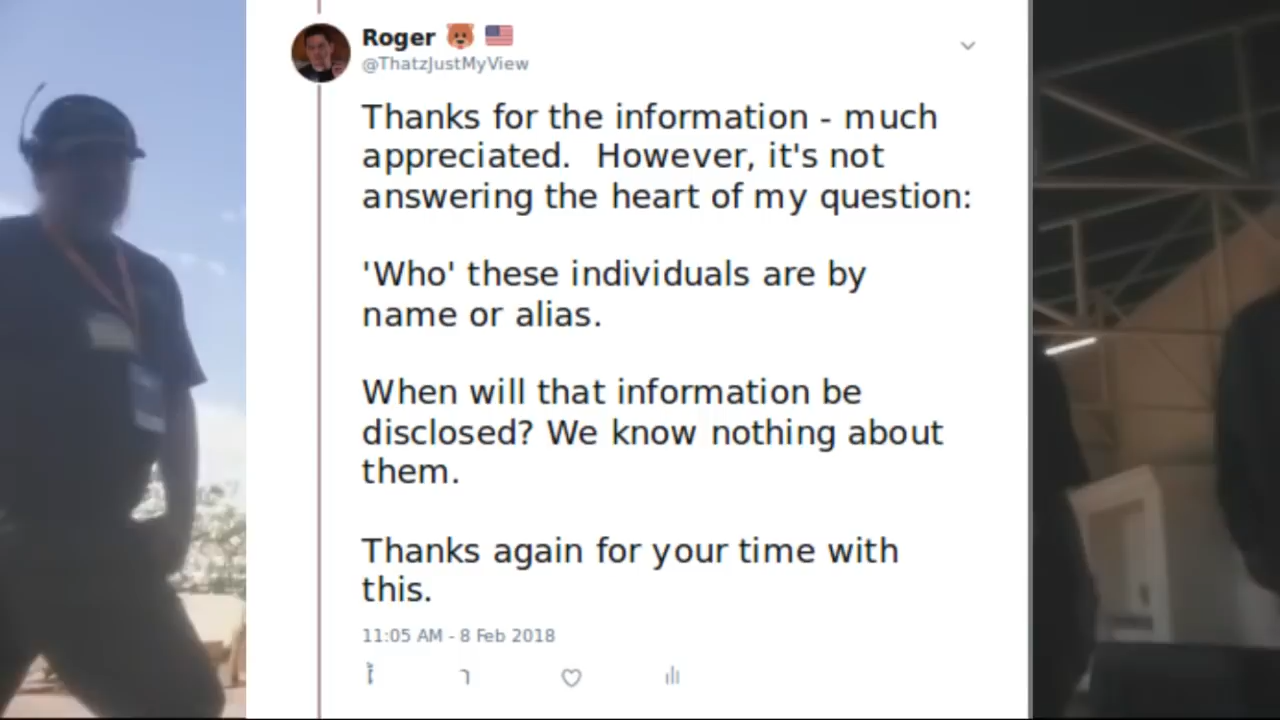 Roger 🐻 🇺🇸
@ThatzJustMyView
Thanks for the information - much
appreciated.  However, it's not
answering the heart of my question:
'Who' these individuals are by
name or alias.
When will that information be
disclosed? We know nothing about
them.
Thanks again for your time with
this.
11:05 AM - 8 Feb 2018